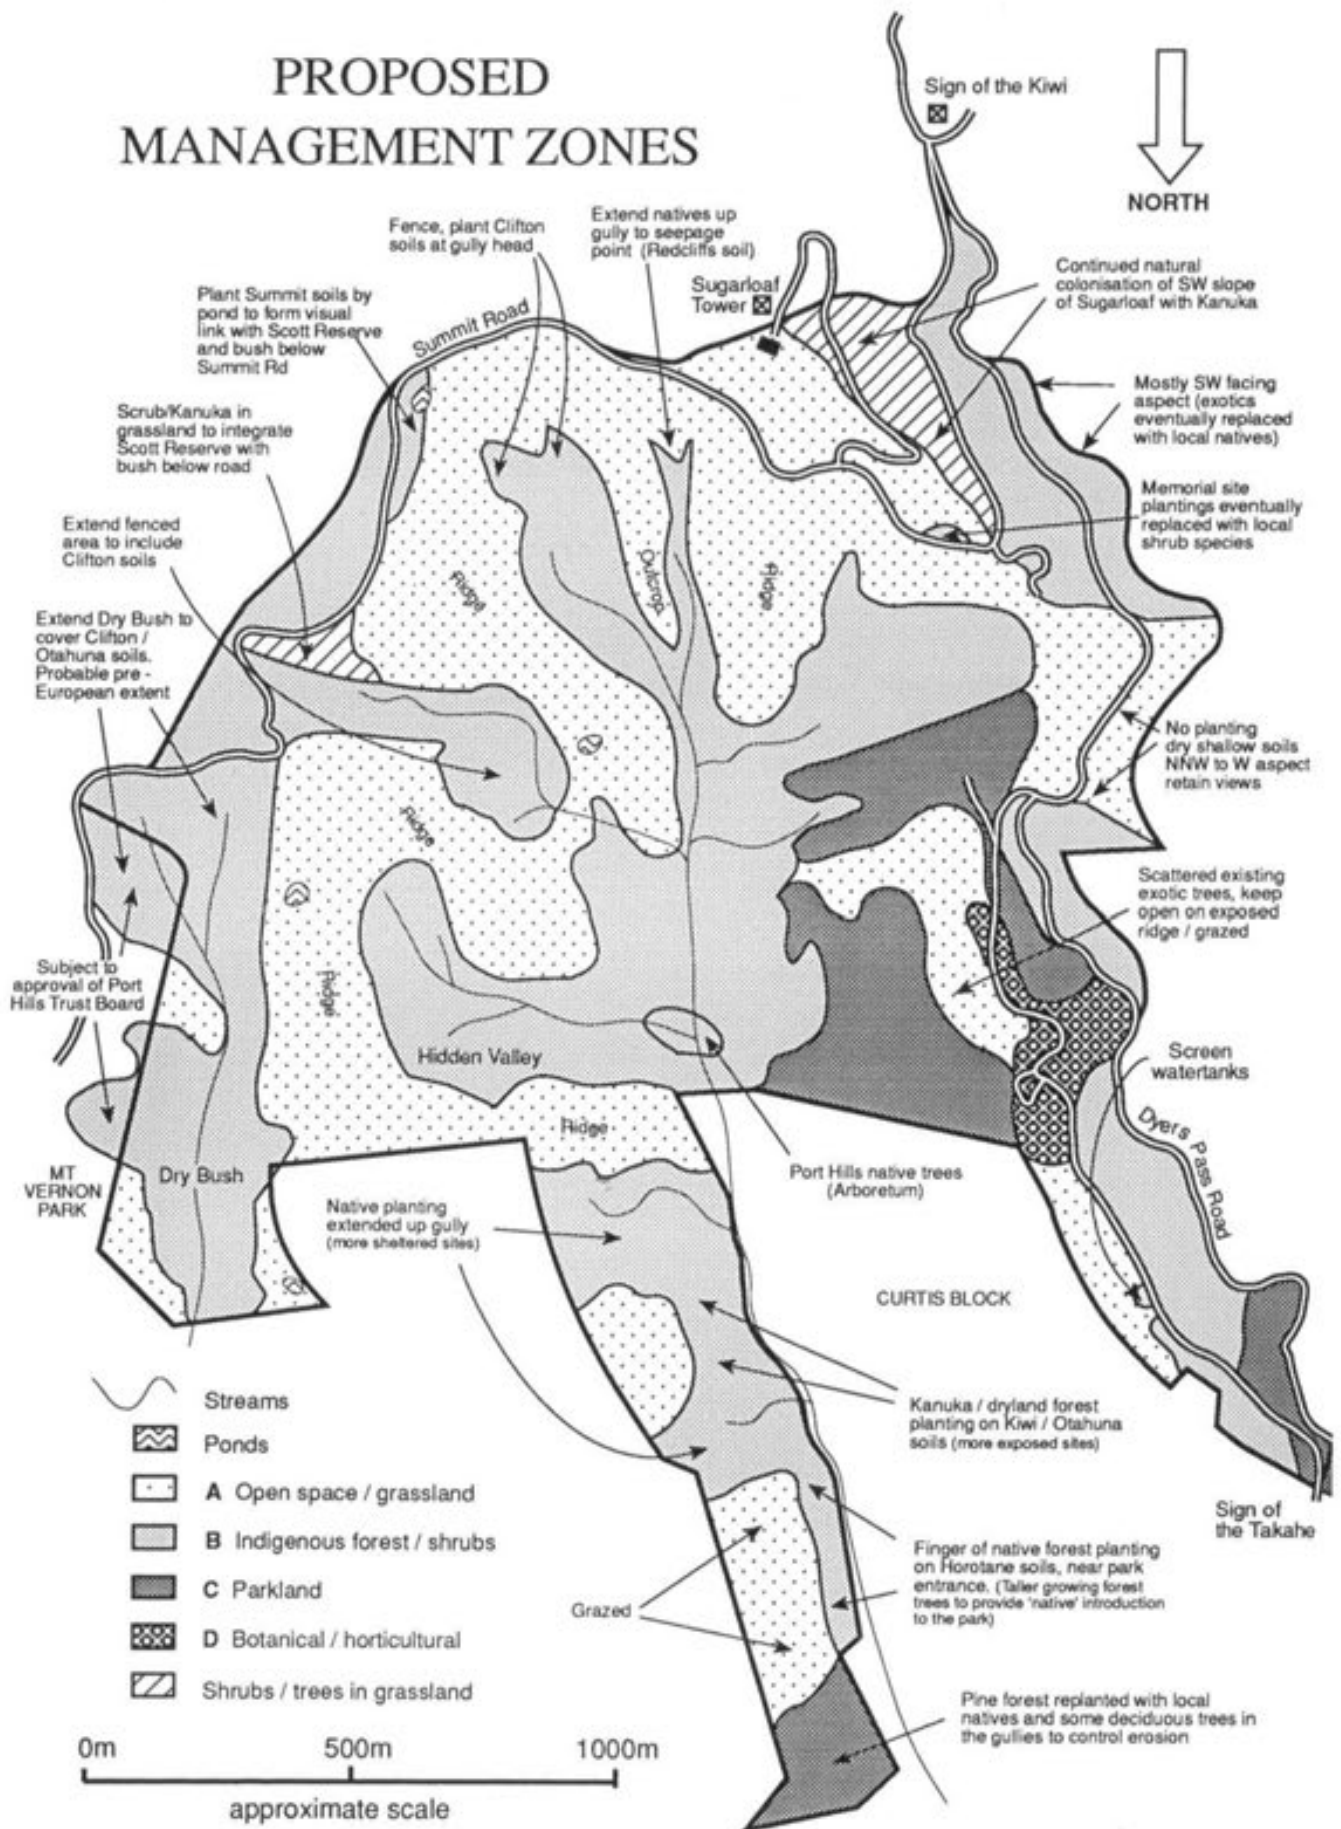 PROPOSED
MANAGEMENT ZONES
Sign of the Kiwi
NORTH
Fence, plant Clifton
soils at gully head
Extend natives up
gully to seepage
point (Redcliffs soil)
Sugarloaf
Tower
Continued natural
colonisation of SW slope
of Sugarloaf with Kanuka
Plant Summit soils by
pond to form visual
link with Scott Reserve
and bush below
Summit Rd
Summit Road
Mostly SW facing
aspect (exotics
eventually replaced
with local natives)
Scrub/Kanuka in
grassland to integrate
Scott Reserve with
bush below road
Memorial site
plantings eventually
replaced with local
shrub species
Extend fenced
area to include
Clifton soils
Ridge
Outcrop
Ridge
Extend Dry Bush to
cover Clifton /
Otahuna soils.
Probable pre -
European extent
No planting
dry shallow soils
NNW to W aspect
retain views
Ridge
Scattered existing
exotic trees, keep
open on exposed
ridge / grazed
Subject to
approval of Port
Hills Trust Board
Ridge
Hidden Valley
Screen
watertanks
Ridge
Dyers Pass Road
MT
VERNON
PARK
Dry Bush
Port Hills native trees
(Arboretum)
Native planting
extended up gully
(more sheltered sites)
CURTIS BLOCK
Streams
Ponds
A Open space / grassland
B Indigenous forest / shrubs
C Parkland
D Botanical / horticultural
Shrubs / trees in grassland
Kanuka / dryland forest
planting on Kiwi / Otahuna
soils (more exposed sites)
Sign of
the Takahe
Finger of native forest planting
on Horotane soils, near park
entrance. (Taller growing forest
trees to provide 'native' introduction
to the park)
Grazed
Pine forest replanted with local
natives and some deciduous trees in
the gullies to control erosion
0m 500m 1000m
approximate scale